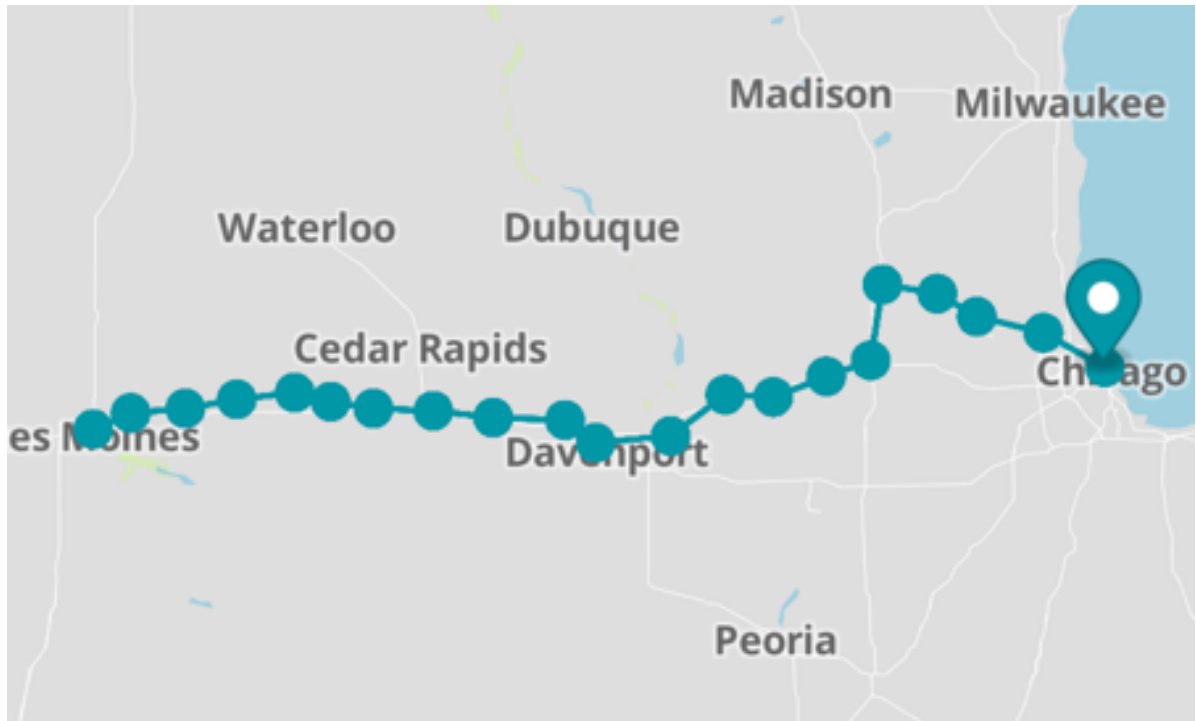 Madison
Milwaukee
Waterloo
Dubuque
Cedar Rapids
Chicago
es Moines
Davenport
Peoria